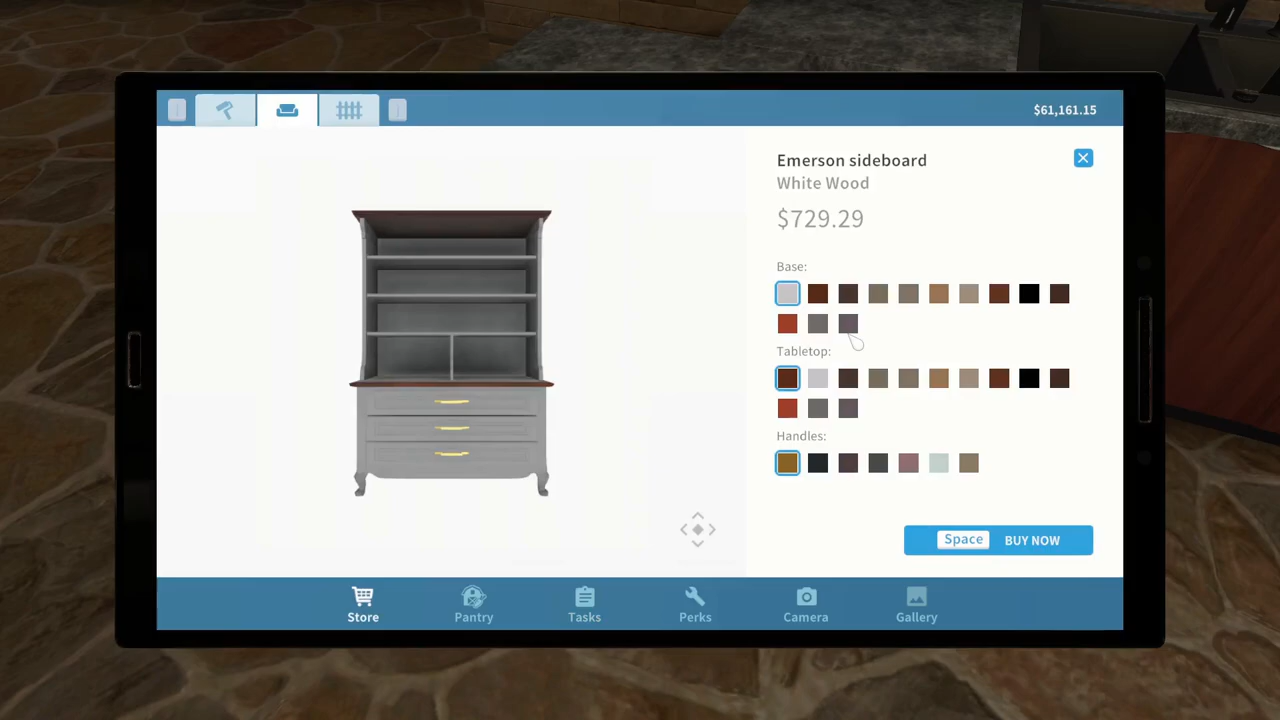 $61,161.15
Emerson sideboard
White Wood
$729.29
Base:
Tabletop:
Handles:
Space BUY NOW
Store
Pantry
Tasks
Perks
Camera
Gallery